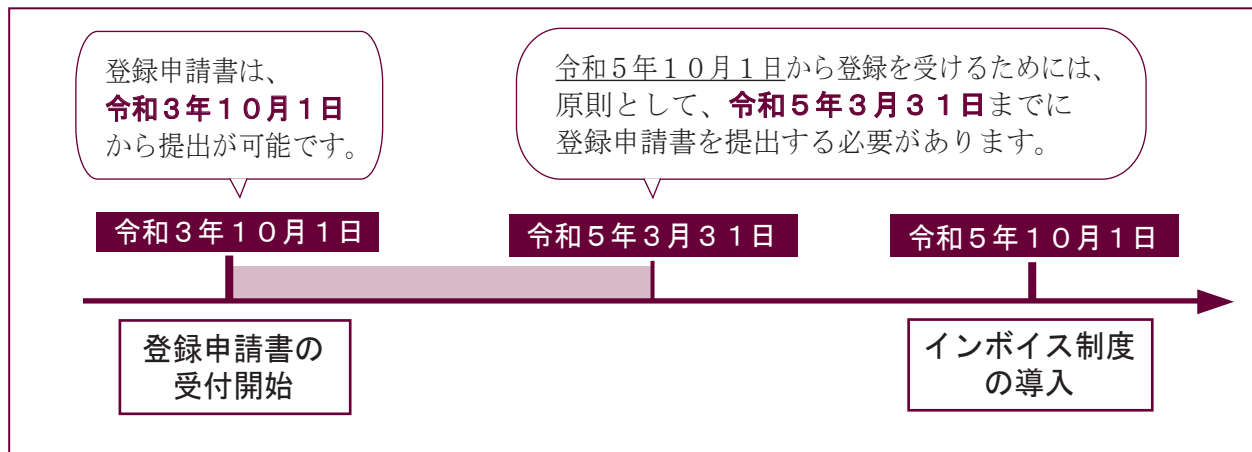 登録申請書は、
令和３年１０月１日
から提出が可能です。
令和５年１０月１日から登録を受けるためには、
原則として、令和５年３月３１日までに
登録申請書を提出する必要があります。
令和３年１０月１日
令和５年３月３１日
令和５年１０月１日
登録申請書の
受付開始
インボイス制度
の導入